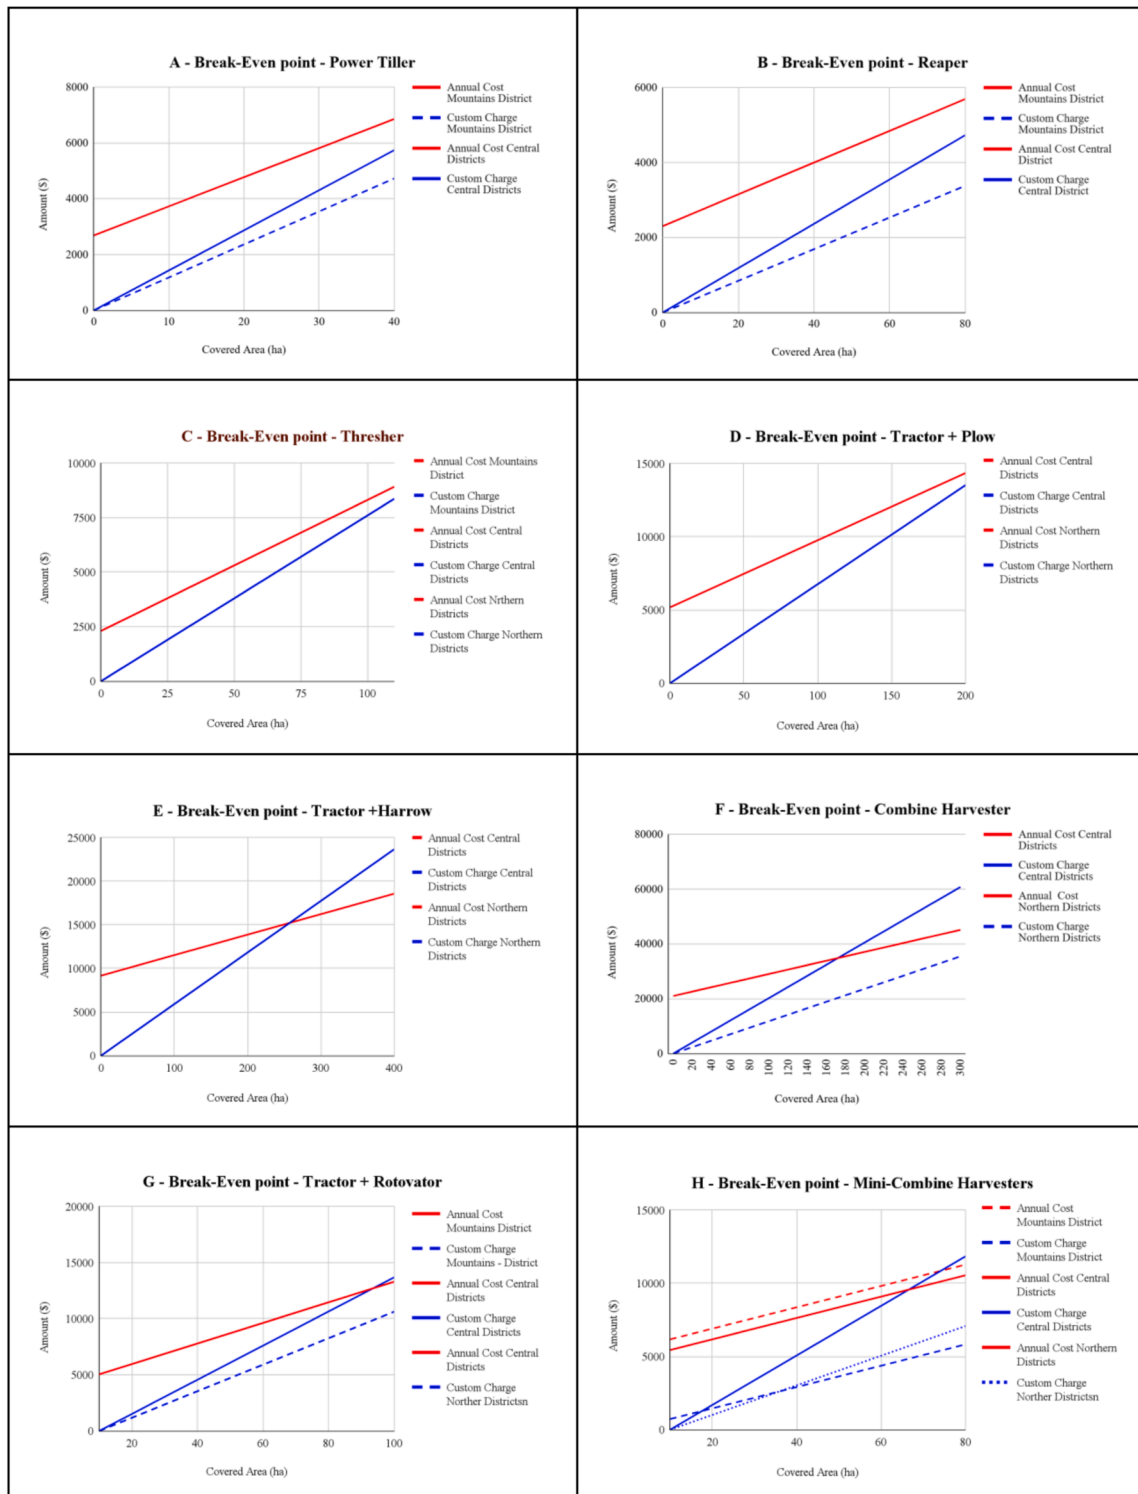 A - Break-Even point - Power Tiller
8000
6000
4000
2000
0
0 10 20 30 40
Amount ($)
Covered Area (ha)
Annual Cost
Mountains District
Custom Charge
Mountains District
Annual Cost Central
Districts
Custom Charge
Central Districts
B - Break-Even point - Reaper
6000
4000
2000
0
0 20 40 60 80
Amount ($)
Covered Area (ha)
Annual Cost
Mountains District
Custom Charge
Mountains District
Annual Cost Central
District
Custom Charge
Central District
C - Break-Even point - Thresher
10000
7500
5000
2500
0
0 25 50 75 100
Amount ($)
Covered Area (ha)
Annual Cost Mountains
District
Custom Charge
Mountains District
Annual Cost Central
Districts
Custom Charge Central
Districts
Annual Cost Nrthern
Districts
Custom Charge Northern
Districts
D - Break-Even point - Tractor + Plow
15000
10000
5000
0
0 50 100 150 200
Amount ($)
Covered Area (ha)
Annual Cost Central
Districts
Custom Charge Central
Districts
Annual Cost Northern
Districts
Custom Charge Northern
Districts
E - Break-Even point - Tractor +Harrow
25000
20000
15000
10000
5000
0
0 100 200 300 400
Amount ($)
Covered Area (ha)
Annual Cost Central
Districts
Custom Charge Central
Districts
Annual Cost Northern
Districts
Custom Charge Northern
Districts
F - Break-Even point - Combine Harvester
80000
60000
40000
20000
0
0 20 40 60 80 100 120 140 160 180 200 220 240 260 280 300
Amount ($)
Covered Area (ha)
Annual Cost Central
Districts
Custom Charge
Central Districts
Annual Cost
Northern Districts
Custom Charge
Northern Districts
G - Break-Even point - Tractor + Rotovator
20000
15000
10000
5000
0
20 40 60 80 100
Amount ($)
Covered Area (ha)
Annual Cost
Mountains District
Custom Charge
Mountains - District
Annual Cost Central
Districts
Custom Charge
Central Districts
Annual Cost Central
Districts
Custom Charge
Norther Districtsn
H - Break-Even point - Mini-Combine Harvesters
15000
10000
5000
0
20 40 60 80
Amount ($)
Covered Area (ha)
Annual Cost
Mountains District
Custom Charge
Mountains District
Annual Cost Central
Districts
Custom Charge
Central Districts
Annual Cost Northern
Districts
Custom Charge
Norther Districtsn